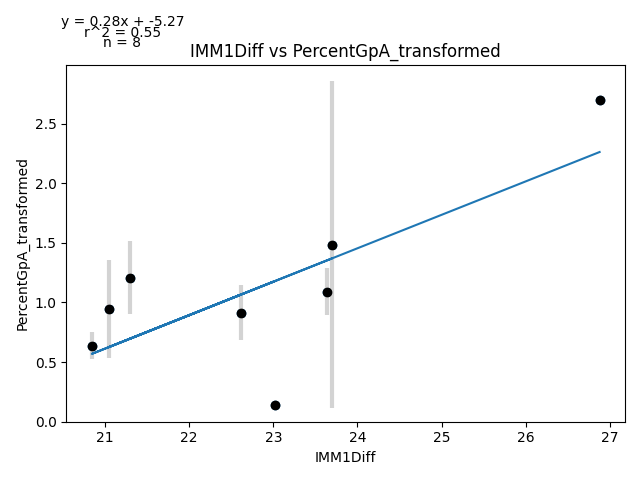 y = 0.28x + -5.27
r^2 = 0.55
n = 8
IMM1Diff vs PercentGpA_transformed
PercentGpA_transformed
2.5
2.0
1.5
1.0
0.5
0.0
21 22 23 24 25 26 27
IMM1Diff